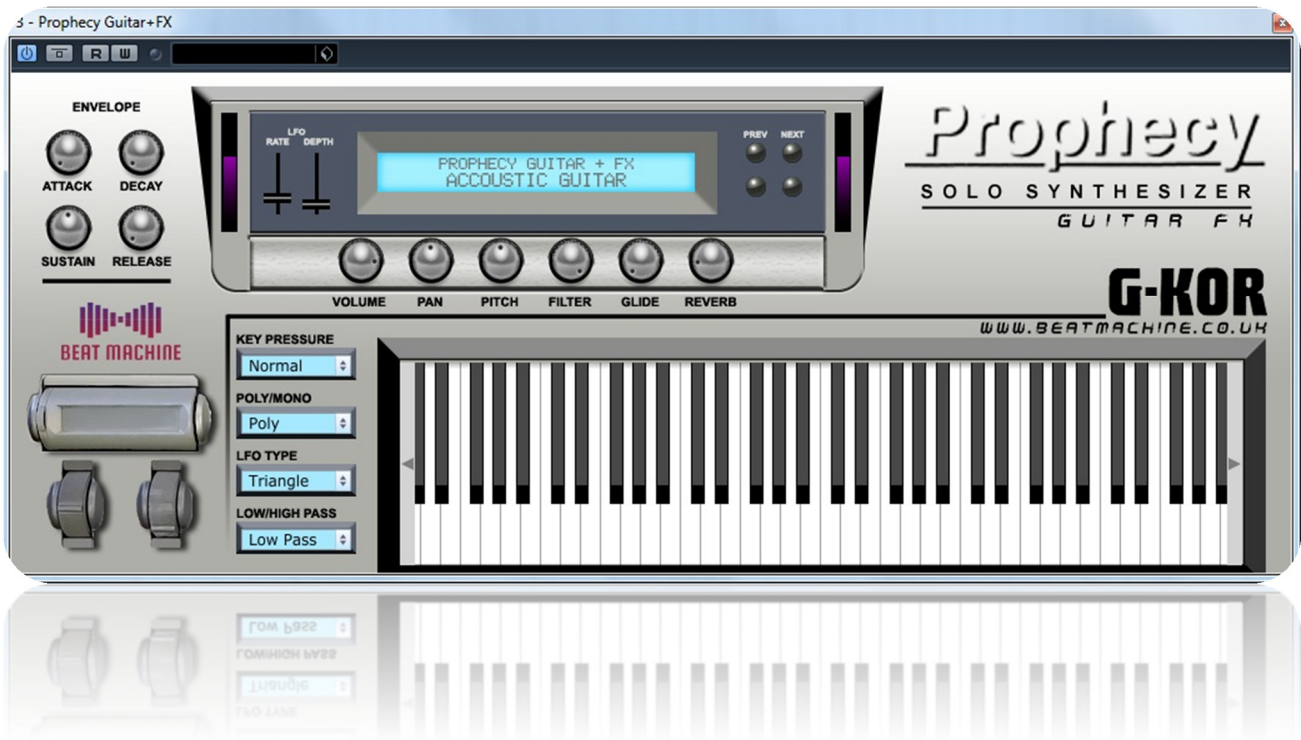 3 - Prophecy Guitar+FX
R W
ENVELOPE
ATTACK DECAY
SUSTAIN RELEASE
BEAT MACHINE
LFO
RATE DEPTH
PROPHECY GUITAR + FX
ACCOUSTIC GUITAR
PREV NEXT
VOLUME PAN PITCH FILTER GLIDE REVERB
Prophecy
SOLO SYNTHESIZER
GUITAR FX
G-KOR
WWW.BEATMACHINE.CO.UK
KEY PRESSURE
Normal
POLY/MONO
Poly
LFO TYPE
Triangle
LOW/HIGH PASS
Low Pass